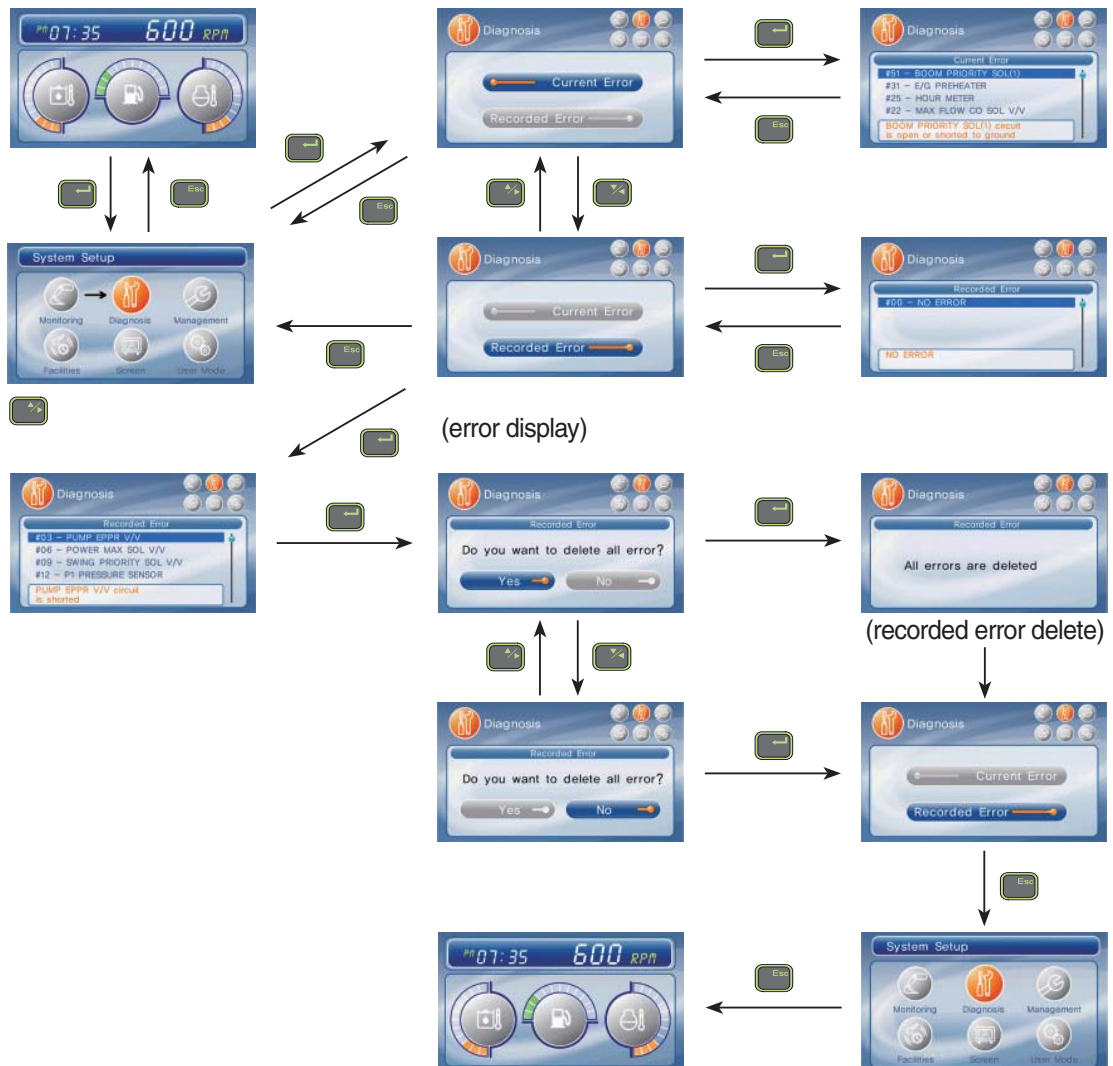 PM 07:35 600 RPM
Diagnosis
Current Error
Recorded Error
Diagnosis
Current Error
#51 - BOOM PRIORITY SOL(1)
#31 - E/G PREHEATER
#25 - HOUR METER
#22 - MAX FLOW CO SOL V/V
BOOM PRIORITY SOL(1) circuit
is open or shorted to ground
Esc
Esc
Esc
System Setup
Monitoring Diagnosis Management
Facilities Screen User Mode
Diagnosis
Current Error
Recorded Error
Diagnosis
Recorded Error
#00 - NO ERROR
NO ERROR
Esc
Esc
(error display)
Diagnosis
Recorded Error
#03 - PUMP EPPR V/V
#06 - POWER MAX SOL V/V
#09 - SWING PRIORITY SOL V/V
#12 - P1 PRESSURE SENSOR
PUMP EPPR V/V circuit
is shorted
Diagnosis
Recorded Error
Do you want to delete all error?
Yes No
Diagnosis
Recorded Error
All errors are deleted
(recorded error delete)
Diagnosis
Recorded Error
Do you want to delete all error?
Yes No
Diagnosis
Current Error
Recorded Error
Esc
PM 07:35 600 RPM
Esc
System Setup
Monitoring Diagnosis Management
Facilities Screen User Mode